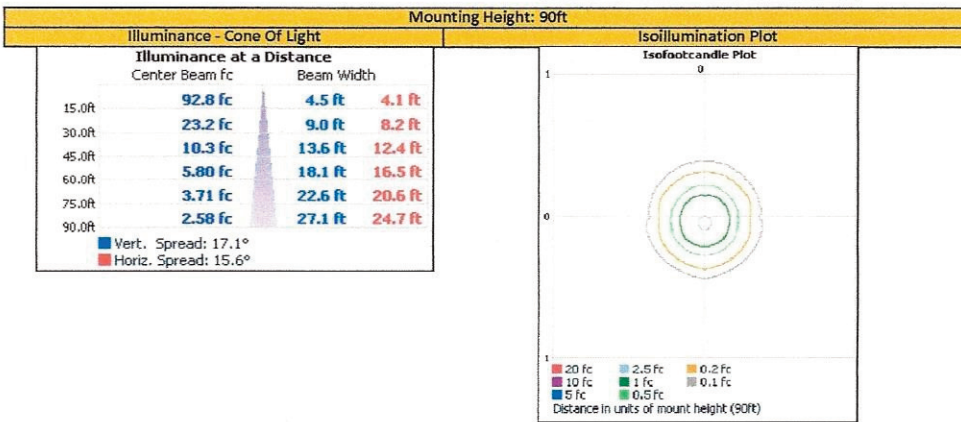 Mounting Height: 90ft
Illuminance - Cone Of Light
Isoillumination Plot
Illuminance at a Distance
Center Beam fc Beam Width
15.0ft 92.8 fc 4.5 ft 4.1 ft
30.0ft 23.2 fc 9.0 ft 8.2 ft
45.0ft 10.3 fc 13.6 ft 12.4 ft
60.0ft 5.80 fc 18.1 ft 16.5 ft
75.0ft 3.71 fc 22.6 ft 20.6 ft
90.0ft 2.58 fc 27.1 ft 24.7 ft
Vert. Spread: 17.1°
Horiz. Spread: 15.6°
Isofootcandle Plot
0
1
0
1
20 fc 2.5 fc 0.2 fc
10 fc 1 fc 0.1 fc
5 fc 0.5 fc
Distance in units of mount height (90ft)